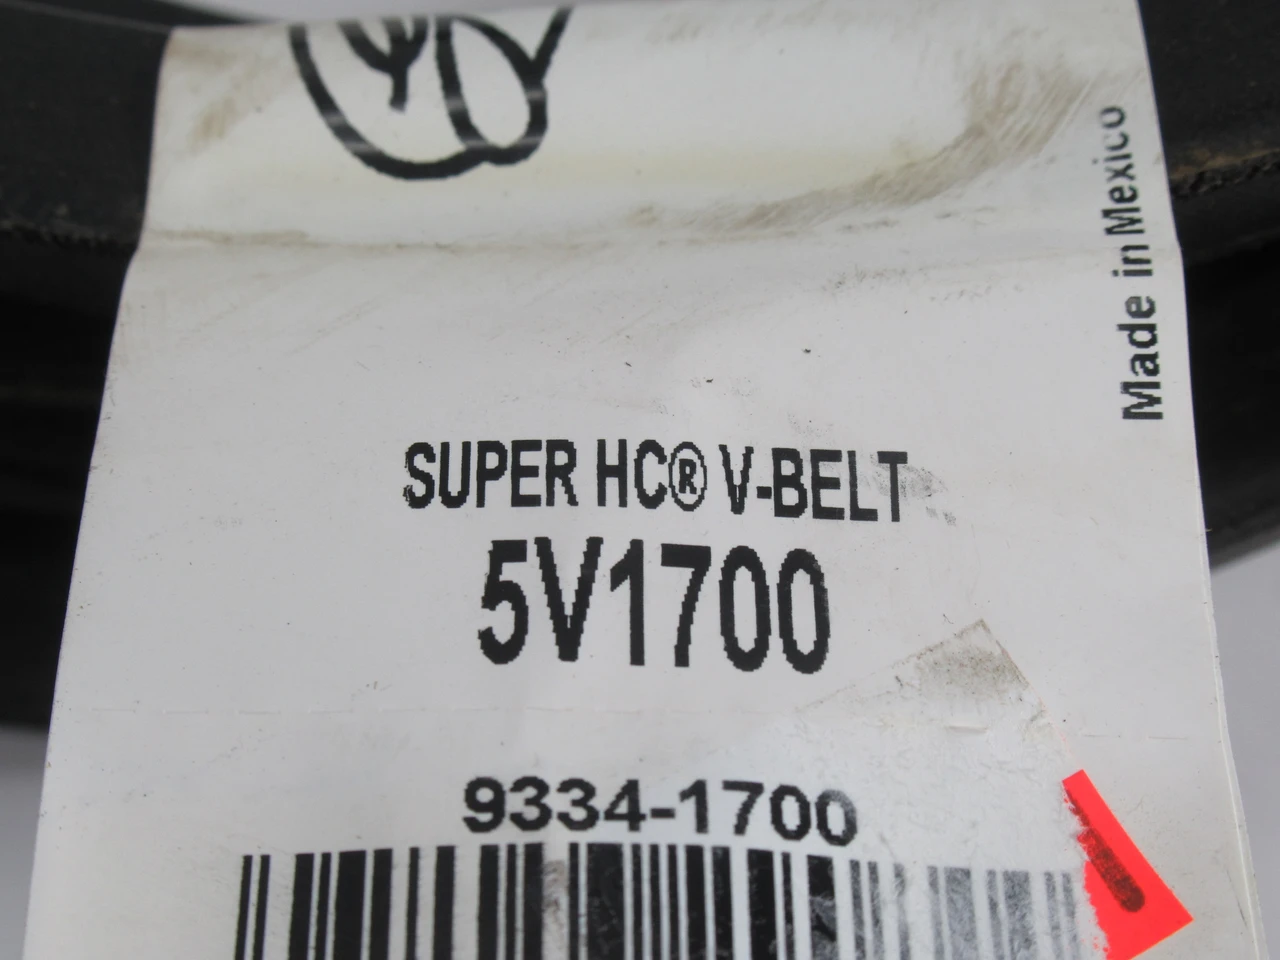 Made in Mexico
SUPER HC® V-BELT
5V1700
9334-1700